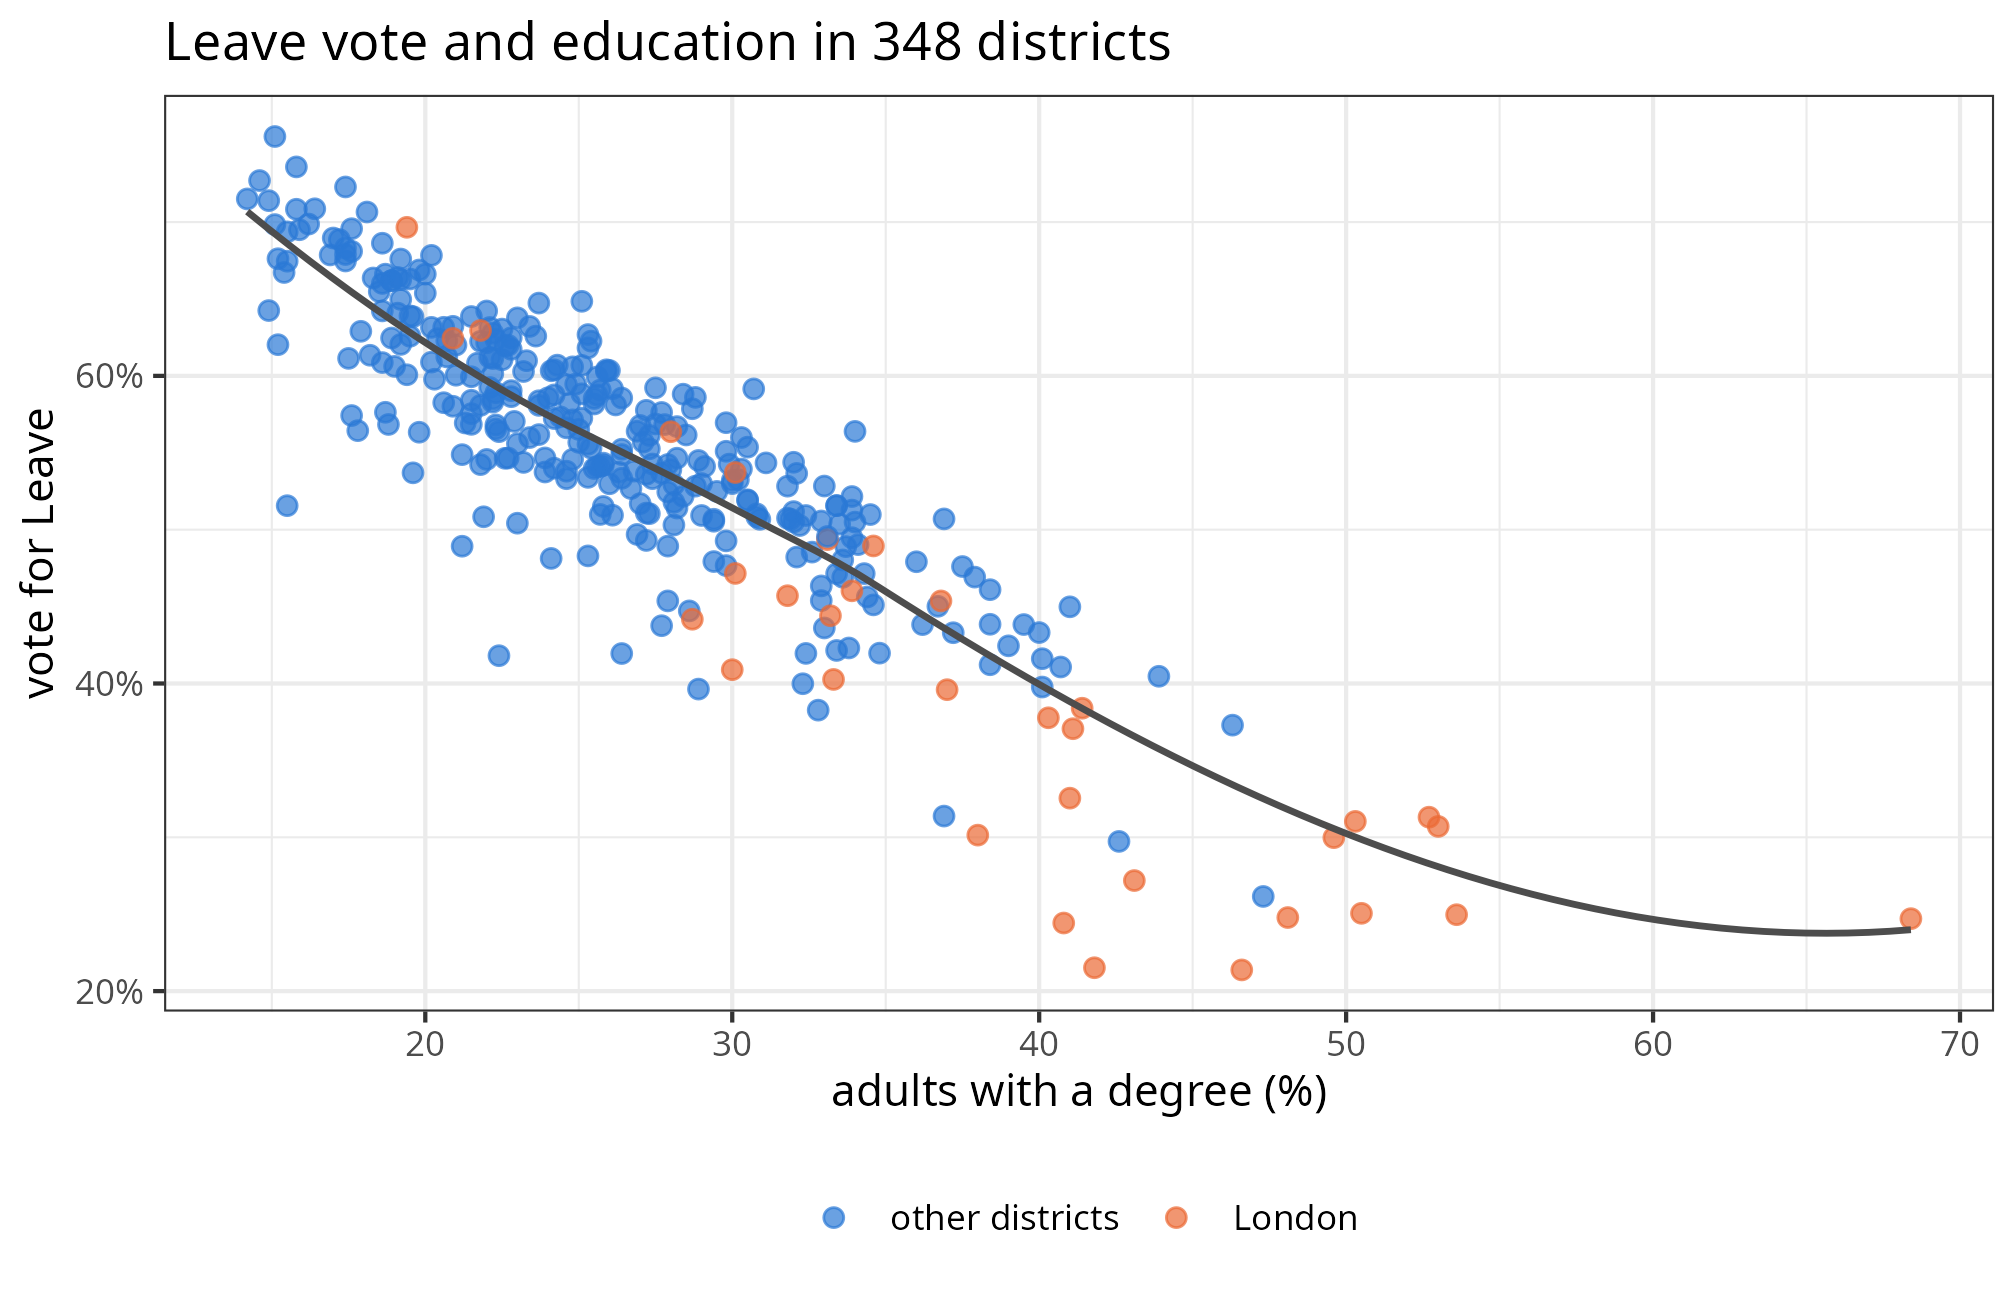 Leave vote and education in 348 districts
vote for Leave
60%
40%
20%
20 30 40 50 60 70
adults with a degree (%)
other districts London